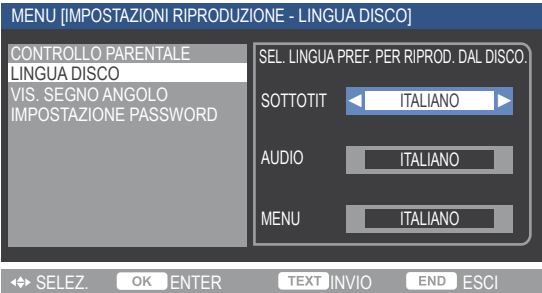 MENU [IMPOSTAZIONI RIPRODUZIONE - LINGUA DISCO]
CONTROLLO PARENTALE
LINGUA DISCO
VIS. SEGNO ANGOLO
IMPOSTAZIONE PASSWORD
SEL. LINGUA PREF. PER RIPROD. DAL DISCO.
SOTTOTIT ITALIANO
AUDIO ITALIANO
MENU ITALIANO
SELEZ. OK ENTER TEXT INVIO END ESCI